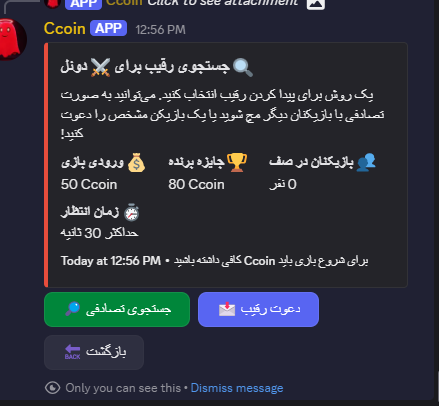 APP Ccoin Click to see attachment
Ccoin APP 12:56 PM
جستجوی رقیب برای ⚔️ دوئل
یک روش برای پیدا کردن رقیب انتخاب کنید. می‌توانید به صورت
تصادفی با بازیکنان دیگر مچ شوید یا یک بازیکن مشخص را دعوت
کنید!
ورودی بازی
50 Ccoin
جایزه برنده
80 Ccoin
بازیکنان در صف
0 نفر
زمان انتظار
حداکثر 30 ثانیه
برای شروع بازی باید Ccoin کافی داشته باشید • Today at 12:56 PM
جستجوی تصادفی
دعوت رقیب
BACK بازگشت
Only you can see this • Dismiss message